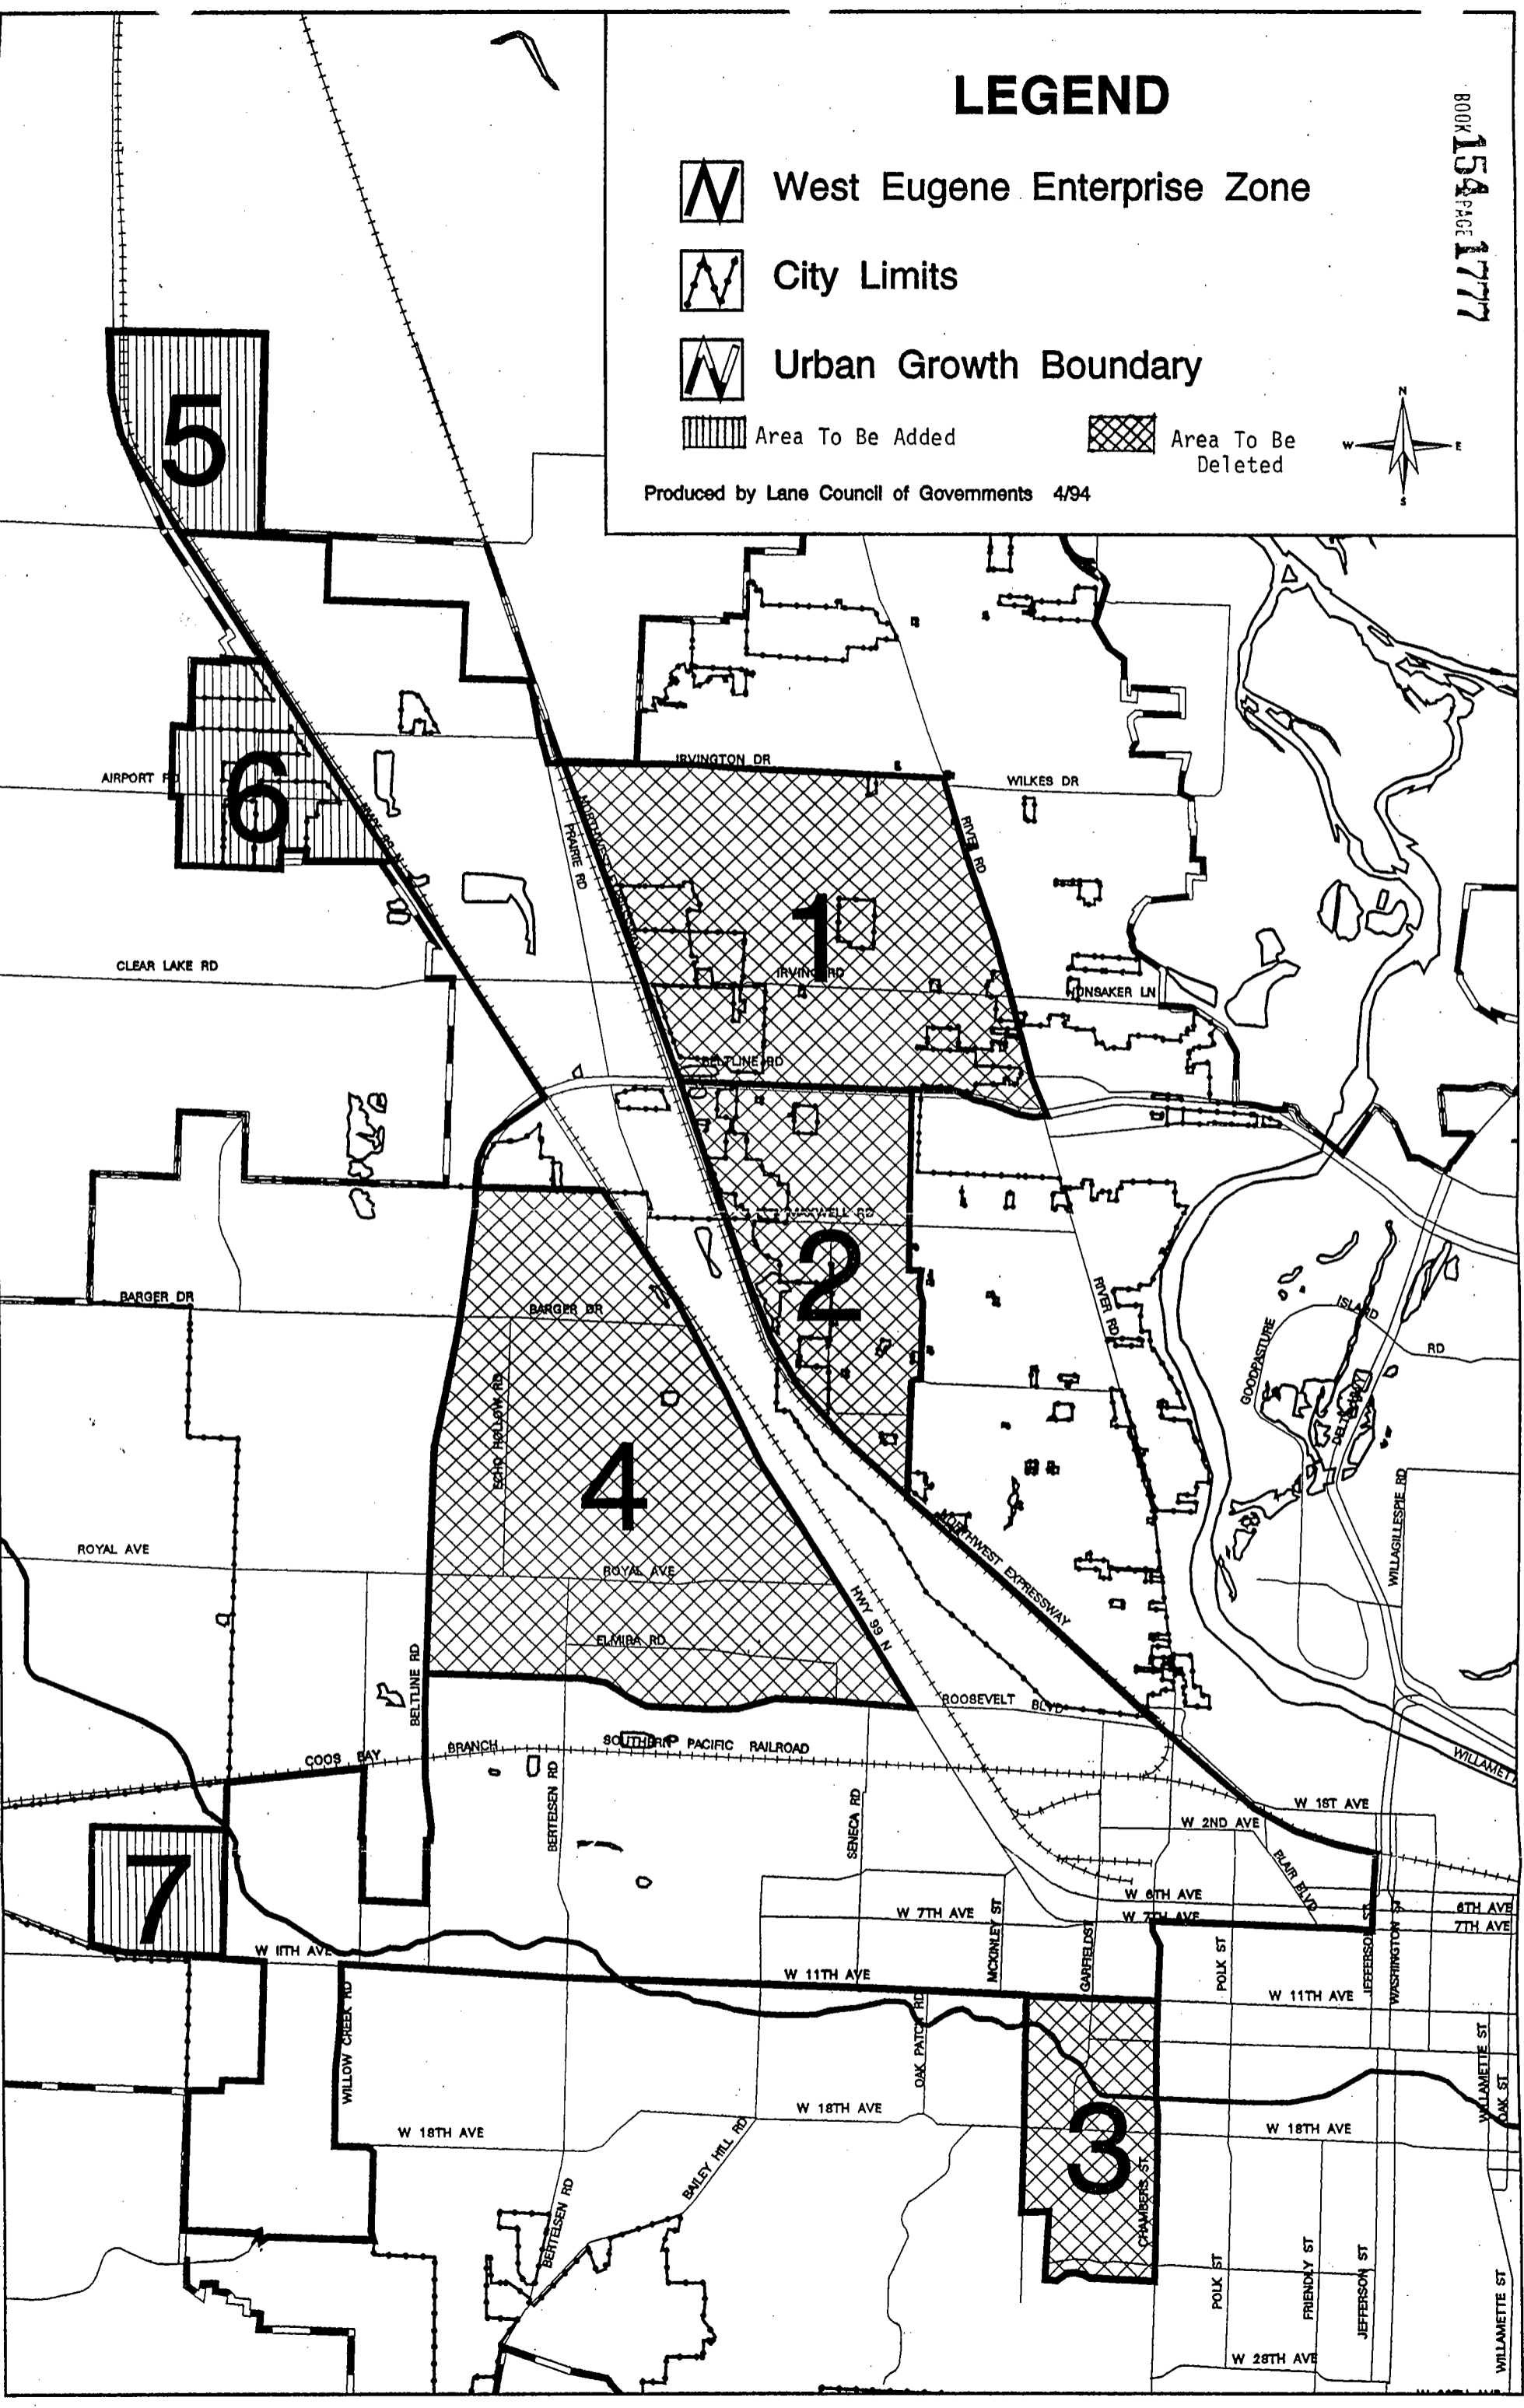 LEGEND
West Eugene Enterprise Zone
City Limits
Urban Growth Boundary
Area To Be Added
Area To Be
Deleted
Produced by Lane Council of Governments 4/94
N
W
E
S
BOOK 154 PAGE 1777
5
6
AIRPORT RD
HWY 99 N
IRVINGTON DR
WILKES DR
NORTHWEST EXPRESSWAY
PRAIRIE RD
RIVER RD
1
CLEAR LAKE RD
IRVING RD
HUNSAKER LN
BELTLINE RD
MAXWELL RD
2
BARGER DR
BARGER DR
RIVER RD
ISLAND
RD
GOODPASTURE
DELTA HWY
ECHO HOLLOW RD
4
WILLAGILLESPIE RD
ROYAL AVE
ROYAL AVE
NORTHWEST EXPRESSWAY
HWY 99 N
ELMIRA RD
BELTLINE RD
ROOSEVELT BLVD
COOS BAY BRANCH SOUTHERN PACIFIC RAILROAD
BERTELSEN RD
SENECA RD
W 1ST AVE
W 2ND AVE
BLAIR BLVD
7
W 6TH AVE
W 7TH AVE
W 7TH AVE
6TH AVE
7TH AVE
MCKINLEY ST
GARFIELD ST
POLK ST
JEFFERSON ST
WASHINGTON ST
W 11TH AVE
W 11TH AVE
W 11TH AVE
WILLOW CREEK RD
OAK PATCH RD
WILLAMETTE ST
OAK ST
W 18TH AVE
W 18TH AVE
W 18TH AVE
BAILEY HILL RD
3
CHAMBERS ST
BERTELSEN RD
POLK ST
FRIENDLY ST
JEFFERSON ST
WILLAMETTE ST
W 28TH AVE